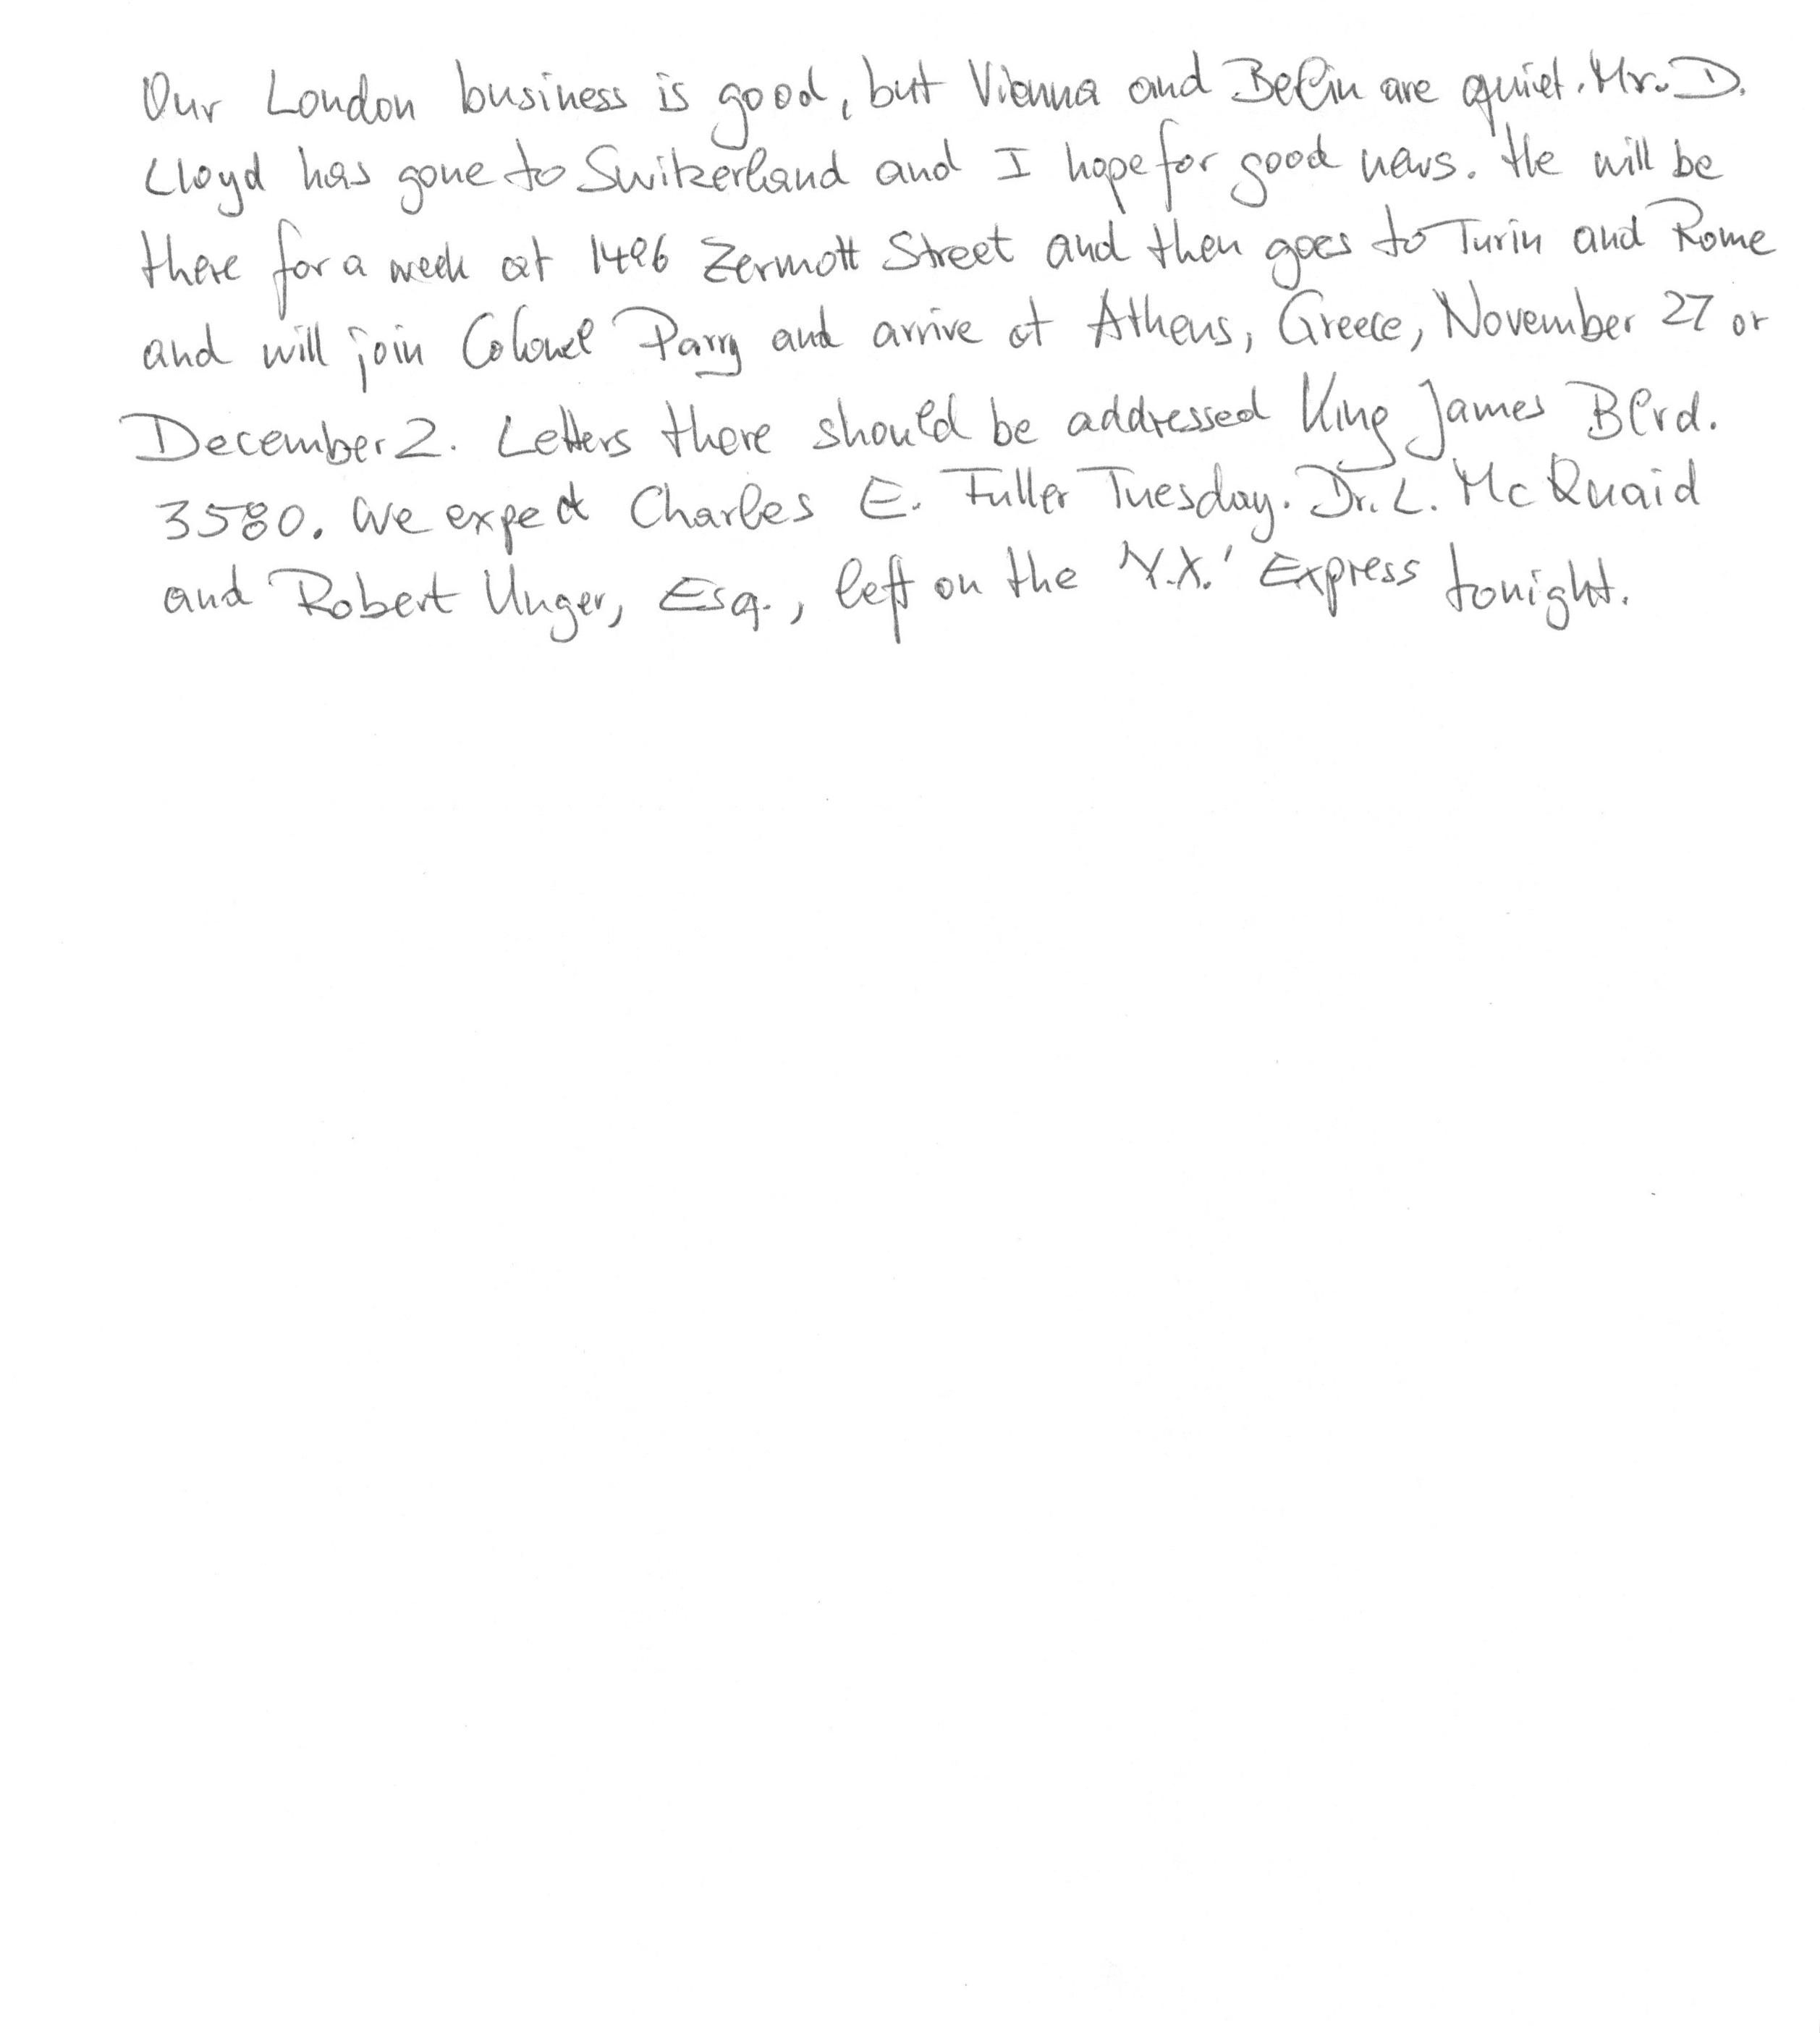 Our London business is good, but Vienna and Belin are quiet. Mr. D.
Lloyd has gone to Switzerland and I hope for good news. He will be
there for a week at 1496 Zermott Street and then goes to Turin and Rome
and will join Colonel Parry and arrive at Athens, Greece, November 27 or
December 2. Letters there should be addressed King James Blvd.
3580. We expect Charles E. Fuller Tuesday. Dr. L. McQuaid
and Robert Unger, Esq., left on the 'Y.X.' Express tonight.